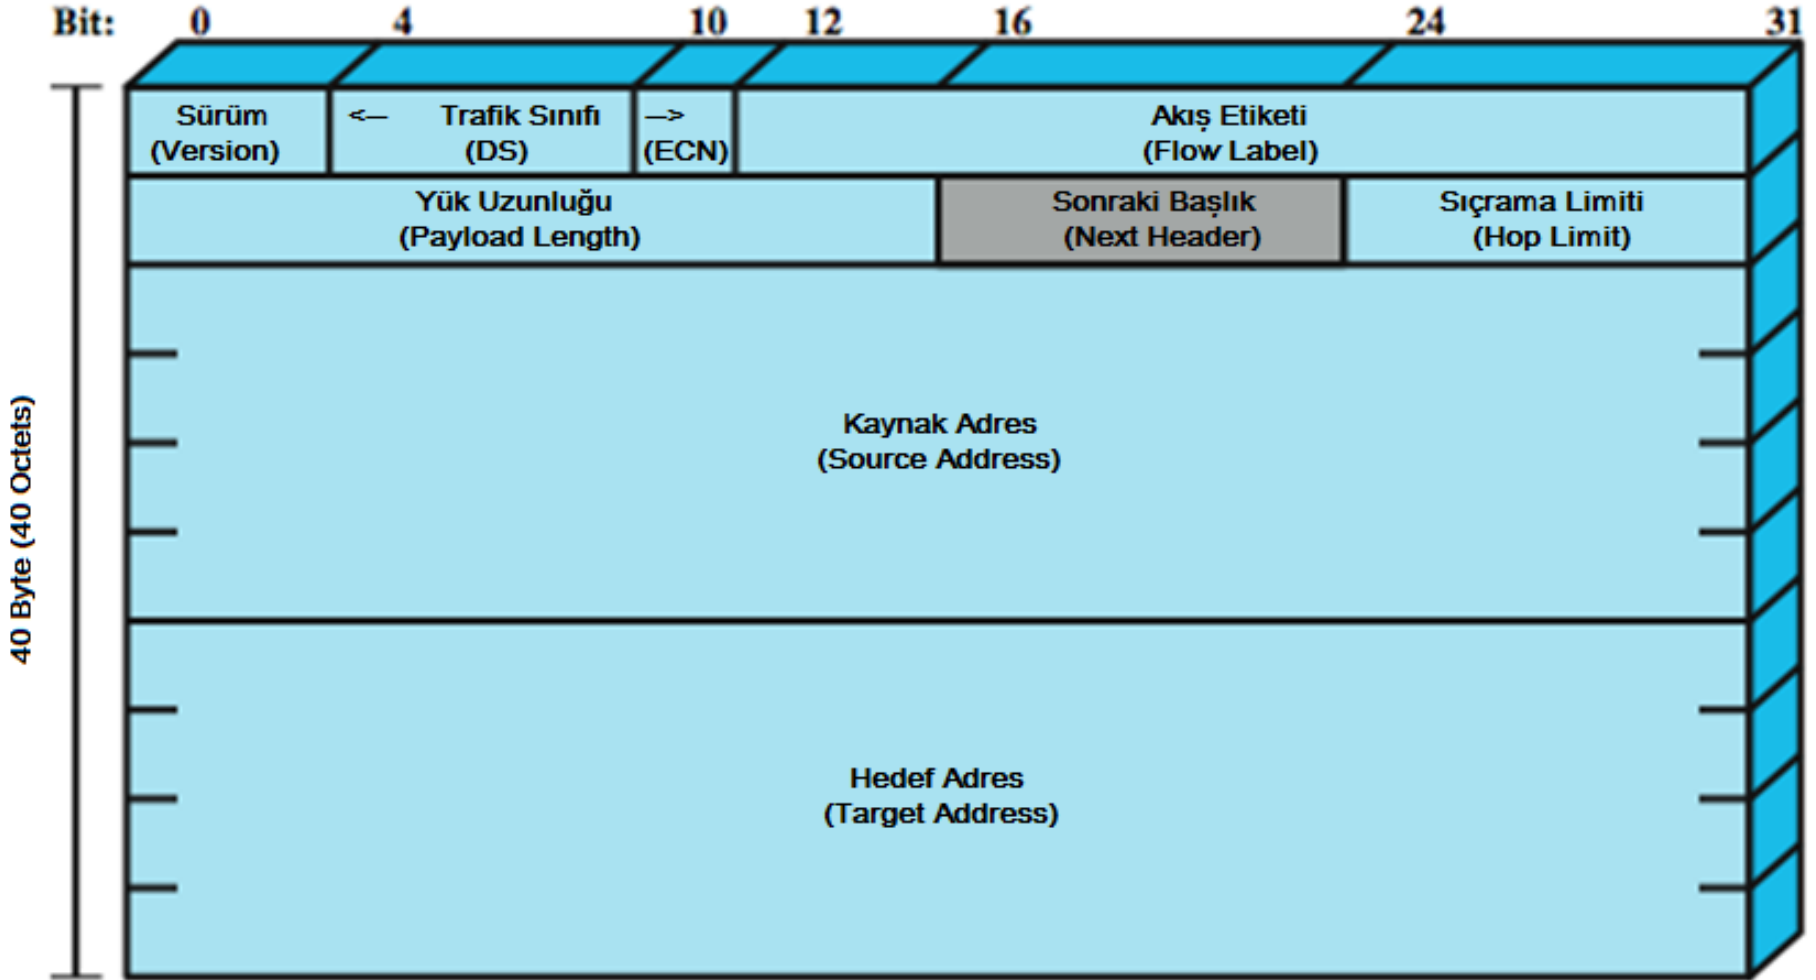 Bit: 0 4 10 12 16 24 31
Sürüm
(Version)
<— Trafik Sınıfı
(DS)
—>
(ECN)
Akış Etiketi
(Flow Label)
Yük Uzunluğu
(Payload Length)
Sonraki Başlık
(Next Header)
Sıçrama Limiti
(Hop Limit)
40 Byte (40 Octets)
Kaynak Adres
(Source Address)
Hedef Adres
(Target Address)